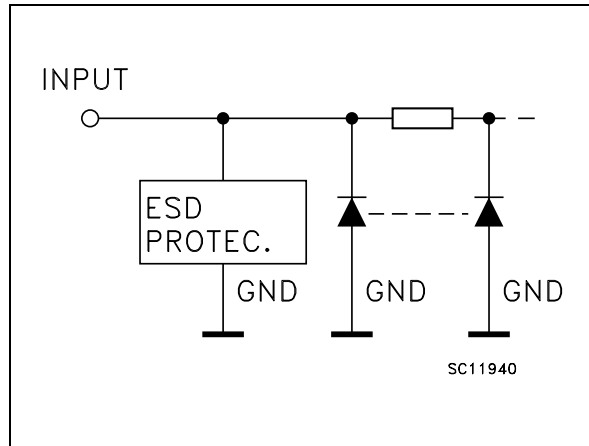 INPUT
ESD
PROTEC.
GND
GND
GND
SC11940